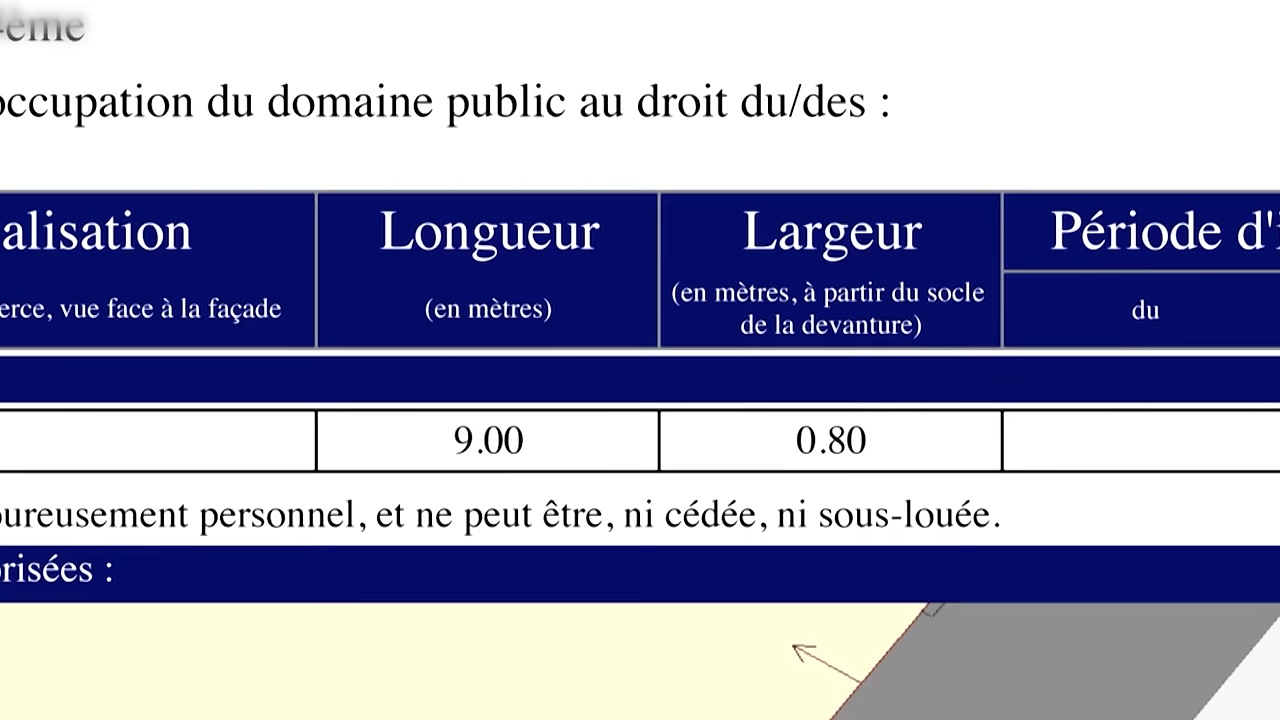 4ème
occupation du domaine public au droit du/des :
alisation
Longueur
Largeur
Période d'i
erce, vue face à la façade
(en mètres)
(en mètres, à partir du socle
de la devanture)
du
9.00
0.80
oureusement personnel, et ne peut être, ni cédée, ni sous-louée.
orisées :